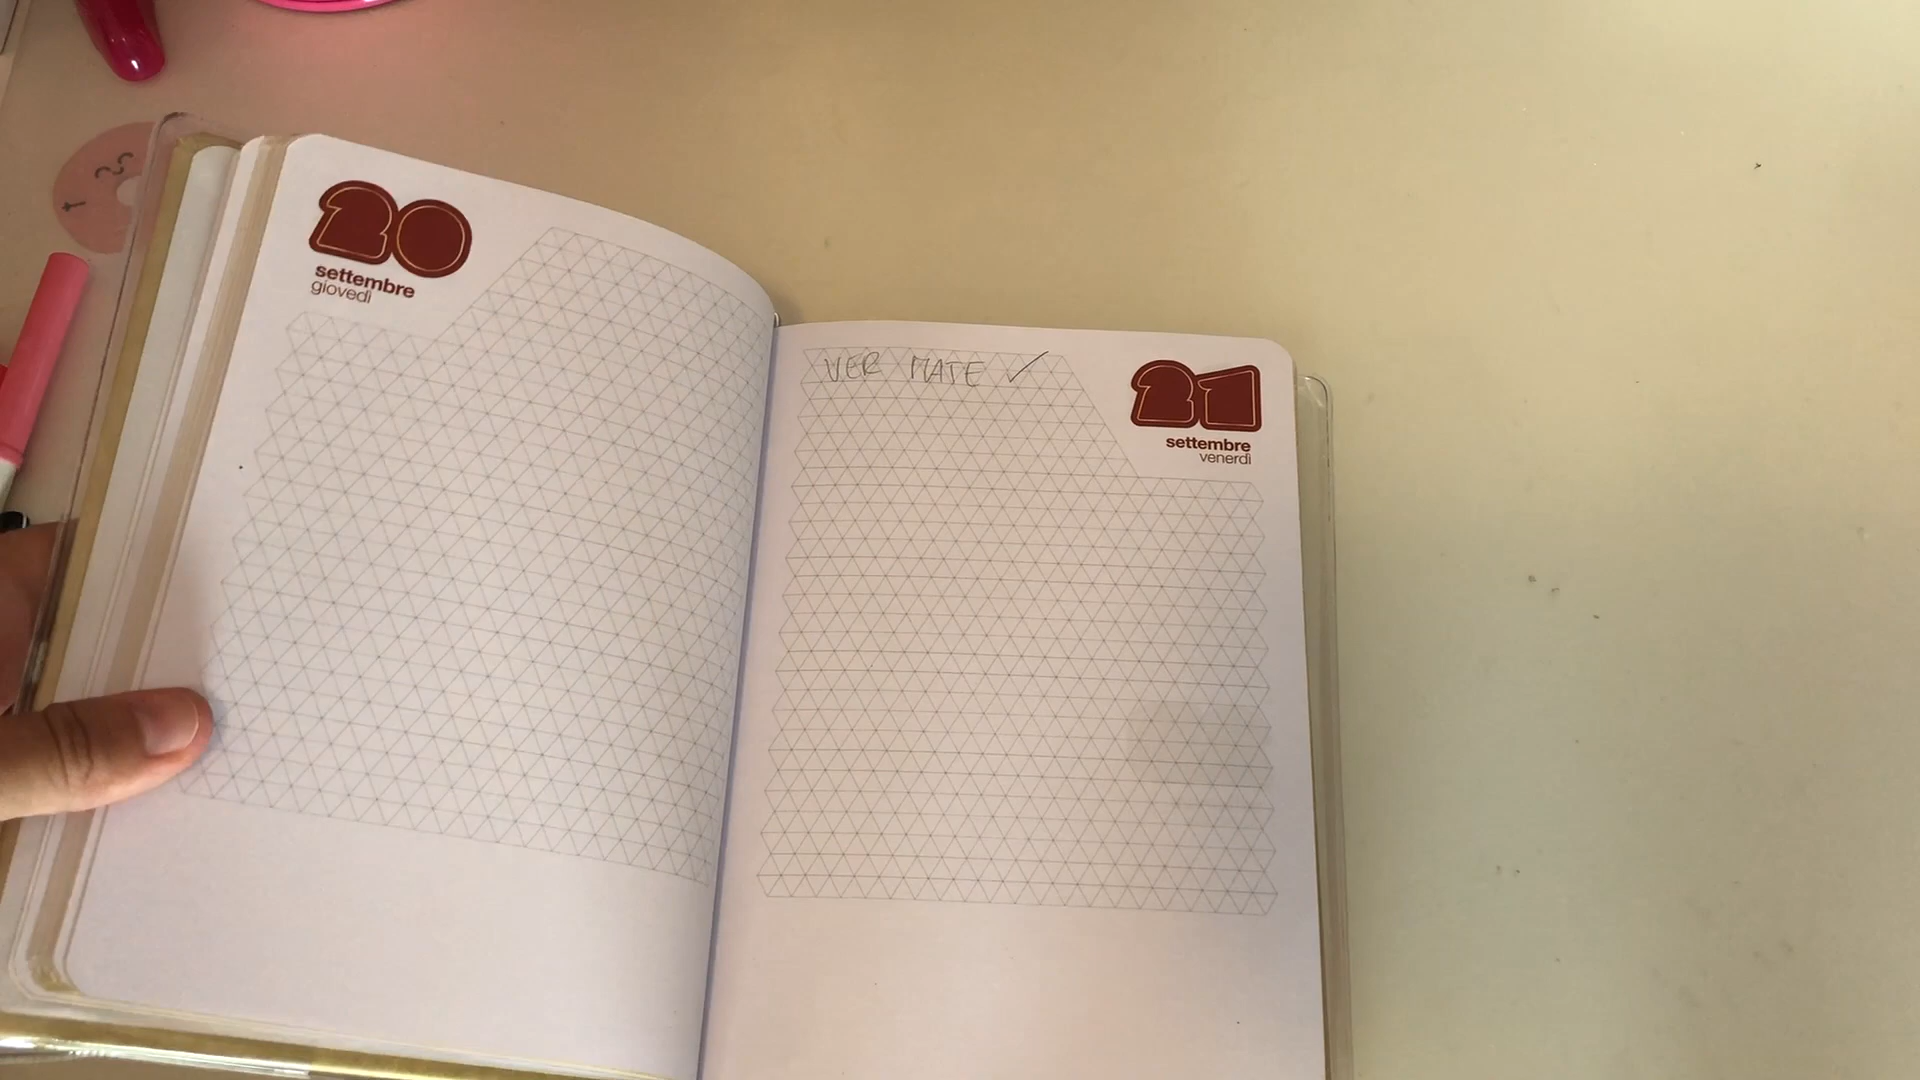 20
settembre
giovedì
VER MATE ✓
21
settembre
venerdì